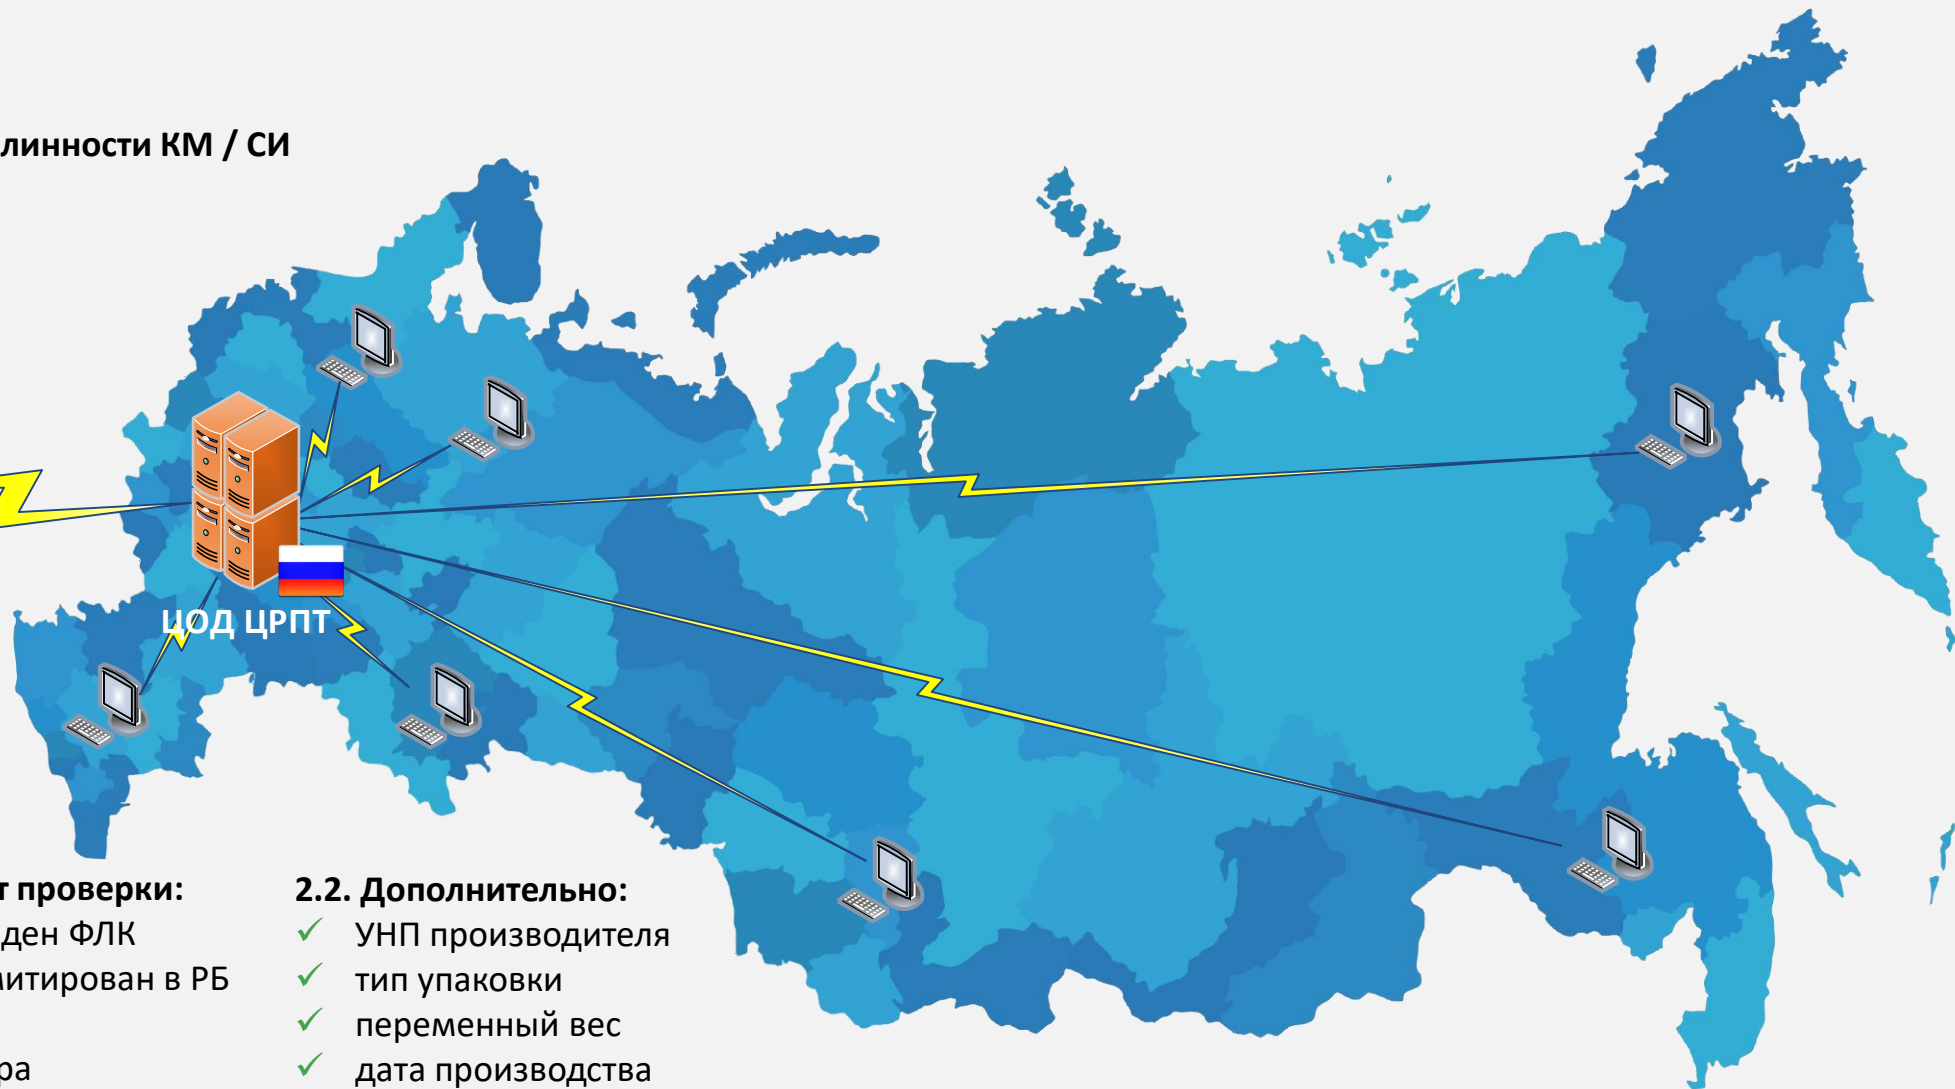 линности КМ / СИ
ЦОД ЦРПТ
т проверки:
ден ФЛК
митирован в РБ
ра
2.2. Дополнительно:
УНП производителя
тип упаковки
переменный вес
дата производства